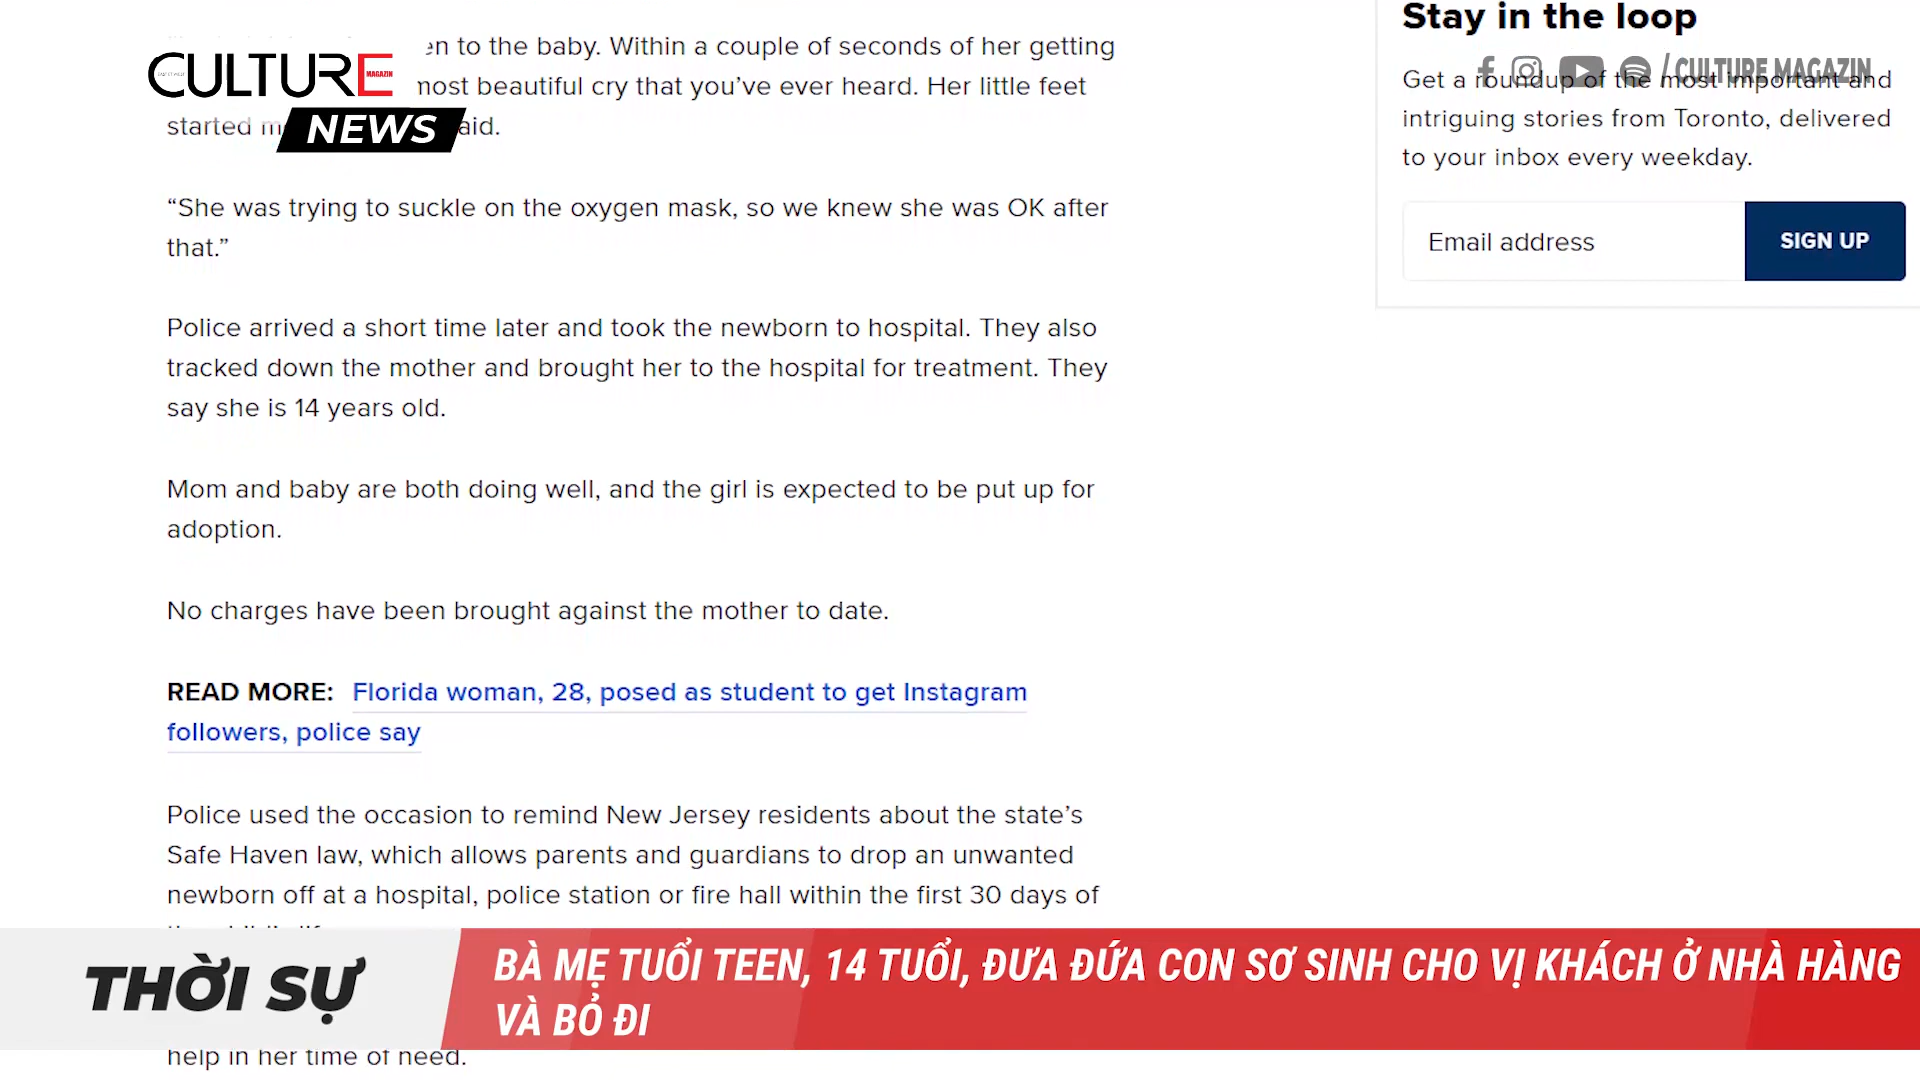 en to the baby. Within a couple of seconds of her getting
most beautiful cry that you’ve ever heard. Her little feet
started
aid.
CULTURE
MAGAZIN
NEWS
“She was trying to suckle on the oxygen mask, so we knew she was OK after
that.”
Police arrived a short time later and took the newborn to hospital. They also
tracked down the mother and brought her to the hospital for treatment. They
say she is 14 years old.
Mom and baby are both doing well, and the girl is expected to be put up for
adoption.
No charges have been brought against the mother to date.
READ MORE: Florida woman, 28, posed as student to get Instagram
followers, police say
Police used the occasion to remind New Jersey residents about the state’s
Safe Haven law, which allows parents and guardians to drop an unwanted
newborn off at a hospital, police station or fire hall within the first 30 days of
help in her time of need.
Stay in the loop
/ CULTURE MAGAZIN
Get a roundup of the most important and
intriguing stories from Toronto, delivered
to your inbox every weekday.
Email address
SIGN UP
THỜI SỰ
BÀ MẸ TUỔI TEEN, 14 TUỔI, ĐƯA ĐỨA CON SƠ SINH CHO VỊ KHÁCH Ở NHÀ HÀNG
VÀ BỎ ĐI